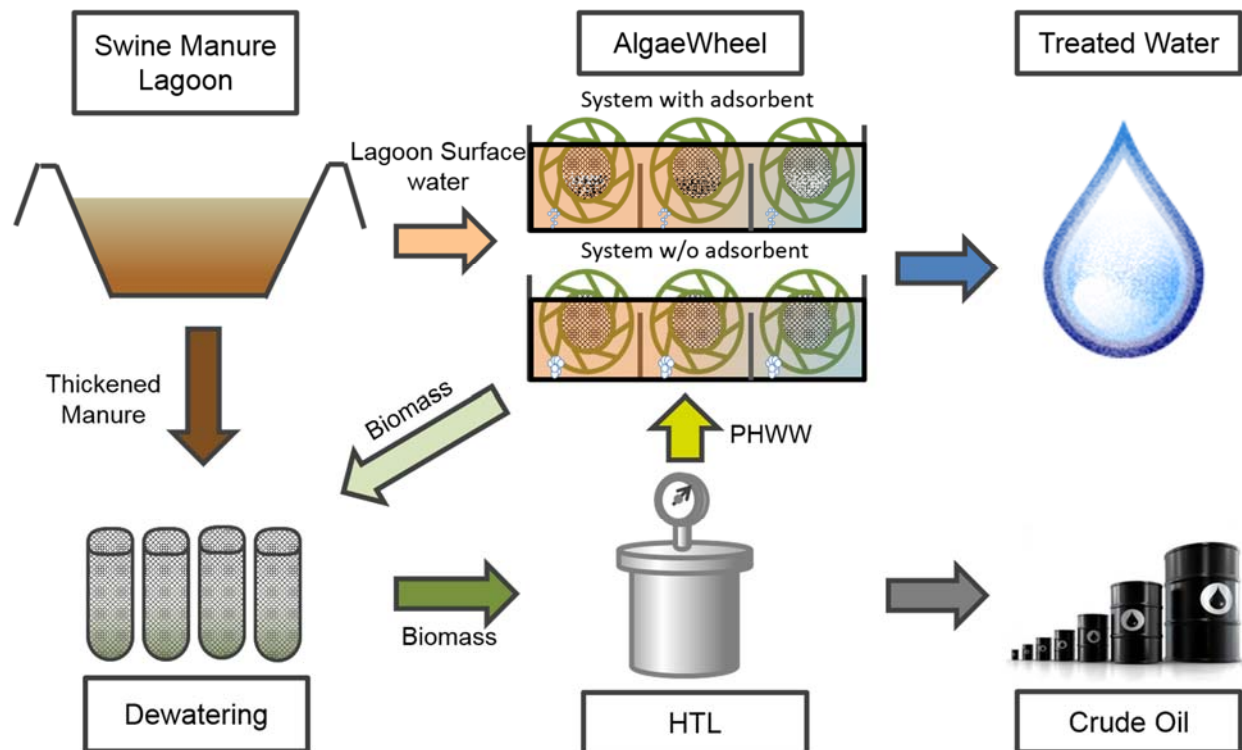 Swine Manure
Lagoon
AlgaeWheel
Treated Water
System with adsorbent
Lagoon Surface
water
System w/o adsorbent
Thickened
Manure
Biomass
PHWW
Biomass
Dewatering
HTL
Crude Oil